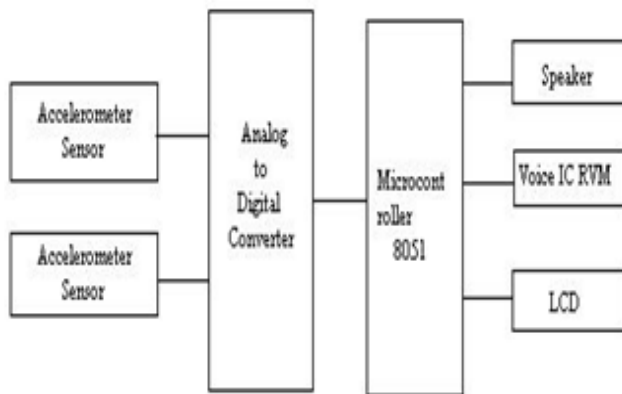 Accelerometer
Sensor
Accelerometer
Sensor
Analog
to
Digital
Converter
Microcont
roller
8051
Speaker
Voice IC RVM
LCD